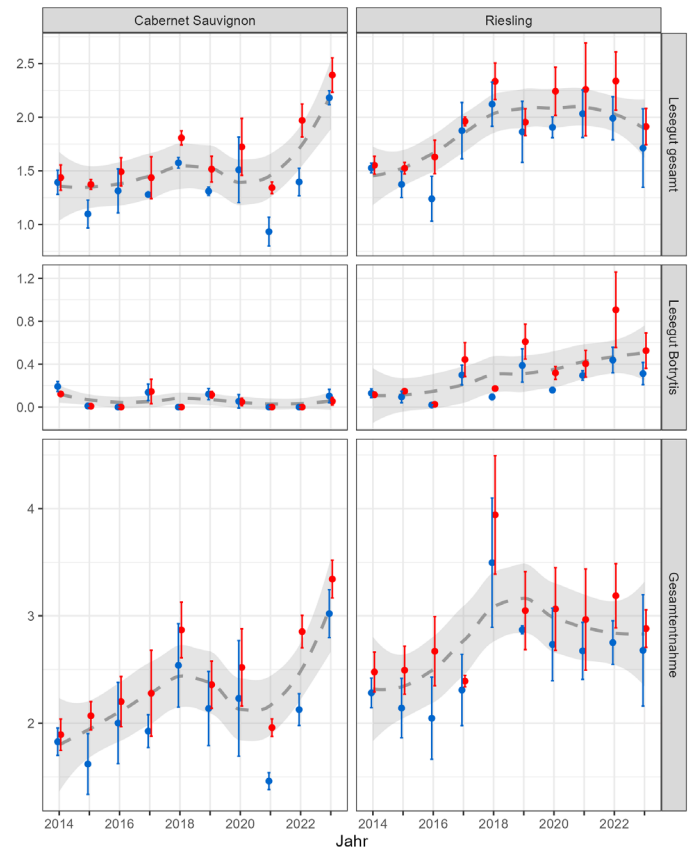 Cabernet Sauvignon Riesling
2.5
2.0
1.5
1.0
Lesegut gesamt
1.2
0.8
0.4
0.0
Lesegut Botrytis
4
3
2
Gesamtentnahme
2014 2016 2018 2020 2022 2014 2016 2018 2020 2022
Jahr